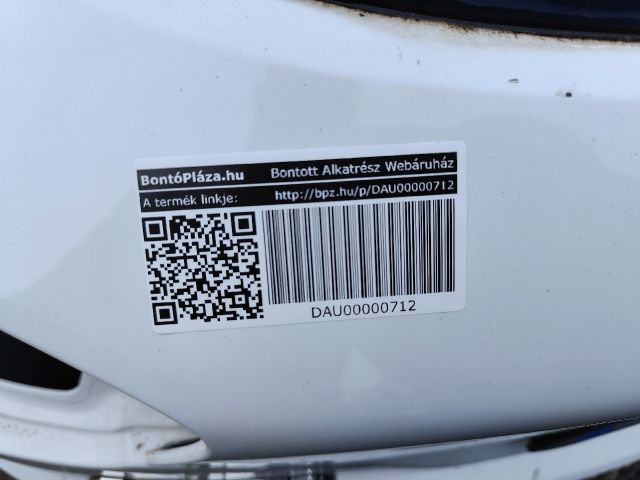 BontóPláza.hu Bontott Alkatrész Webáruház
A termék linkje: http://bpz.hu/p/DAU00000712
DAU00000712